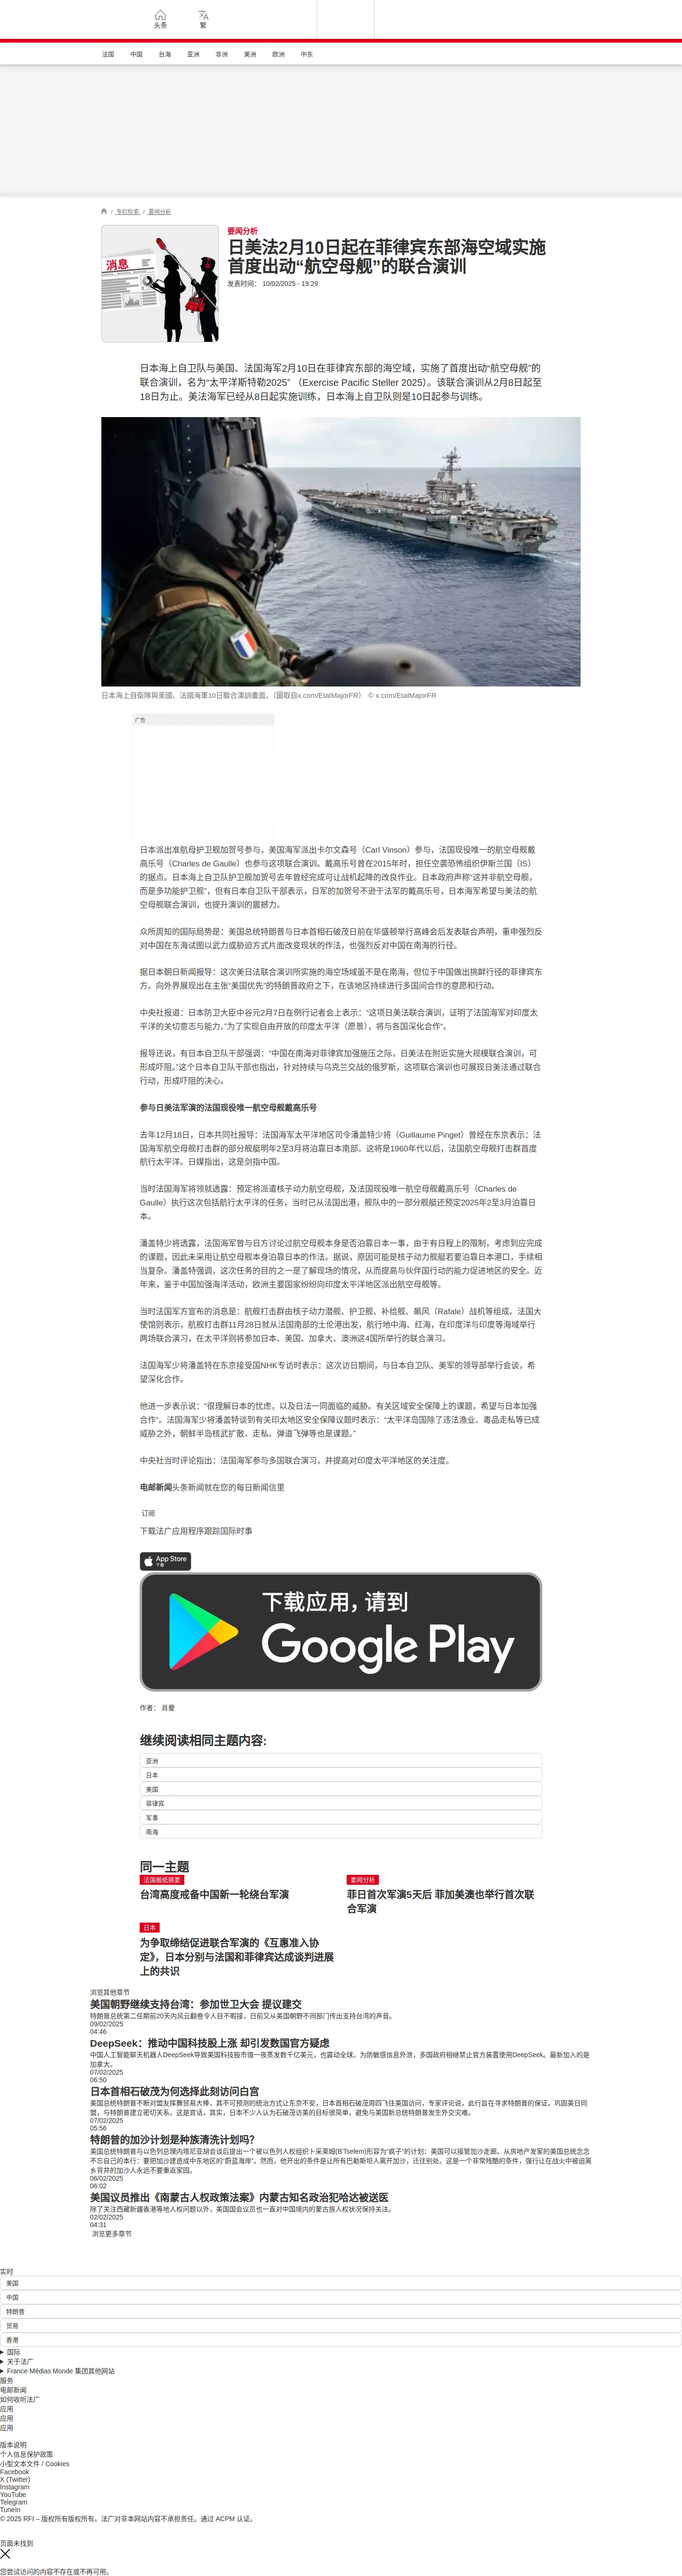 头条
繁
法国
中国
台海
亚洲
非洲
美洲
欧洲
中东
/ 专栏检索 / 要闻分析
消息
要闻分析
日美法2月10日起在菲律宾东部海空域实施
首度出动“航空母舰”的联合演训
发表时间： 10/02/2025 - 19:29
日本海上自卫队与美国、法国海军2月10日在菲律宾东部的海空域，实施了首度出动“航空母舰”的
联合演训，名为“太平洋斯特勒2025” （Exercise Pacific Steller 2025）。该联合演训从2月8日起至
18日为止。美法海军已经从8日起实施训练，日本海上自卫队则是10日起参与训练。
日本海上自衛隊與美國、法國海軍10日聯合演訓畫面。（圖取自x.com/EtatMajorFR） © x.com/EtatMajorFR
广告
日本派出准航母护卫舰加贺号参与，美国海军派出卡尔文森号（Carl Vinson）参与，法国现役唯一的航空母舰戴
高乐号（Charles de Gaulle）也参与这项联合演训。戴高乐号曾在2015年时，担任空袭恐怖组织伊斯兰国（IS）
的据点。日本海上自卫队护卫舰加贺号去年曾经完成可让战机起降的改良作业。日本政府声称“这并非航空母舰，
而是多功能护卫舰”，但有日本自卫队干部表示，日军的加贺号不逊于法军的戴高乐号，日本海军希望与美法的航
空母舰联合演训，也提升演训的震撼力。
众所周知的国际局势是：美国总统特朗普与日本首相石破茂日前在华盛顿举行高峰会后发表联合声明，重申强烈反
对中国在东海试图以武力或胁迫方式片面改变现状的作法，也强烈反对中国在南海的行径。
据日本朝日新闻报导：这次美日法联合演训所实施的海空场域虽不是在南海，但位于中国做出挑衅行径的菲律宾东
方。向外界展现出在主张“美国优先”的特朗普政府之下，在该地区持续进行多国间合作的意愿和行动。
中央社报道：日本防卫大臣中谷元2月7日在例行记者会上表示：“这项日美法联合演训，证明了法国海军对印度太
平洋的关切意志与能力、”为了实现自由开放的印度太平洋（愿景），将与各国深化合作“。
报导还说，有日本自卫队干部强调：“中国在南海对菲律宾加强施压之际，日美法在附近实施大规模联合演训，可
形成吓阻。”这个日本自卫队干部也指出，针对持续与乌克兰交战的俄罗斯，这项联合演训也可展现日美法通过联合
行动，形成吓阻的决心。
参与日美法军演的法国现役唯一航空母舰戴高乐号
去年12月18日，日本共同社报导：法国海军太平洋地区司令潘盖特少将（Guillaume Pinget）曾经在东京表示：法
国海军航空母舰打击群的部分舰艇明年2至3月将泊靠日本南部。这将是1960年代以后，法国航空母舰打击群首度
航行太平洋。日媒指出，这是剑指中国。
当时法国海军将领就透露：预定将派遣核子动力航空母舰，及法国现役唯一航空母舰戴高乐号（Charles de
Gaulle）执行这次包括航行太平洋的任务，当时已从法国出港，舰队中的一部分舰艇还预定2025年2至3月泊靠日
本。
潘盖特少将透露，法国海军曾与日方讨论过航空母舰本身是否泊靠日本一事，由于有日程上的限制，考虑到应完成
的课题，因此未采用让航空母舰本身泊靠日本的作法。据说，原因可能是核子动力舰艇若要泊靠日本港口，手续相
当复杂。潘盖特强调，这次任务的目的之一是了解现场的情况，从而提高与伙伴国行动的能力促进地区的安全。近
年来，鉴于中国加强海洋活动，欧洲主要国家纷纷向印度太平洋地区派出航空母舰等。
当时法国军方宣布的消息是：航舰打击群由核子动力潜舰、护卫舰、补给舰、飙风（Rafale）战机等组成。法国大
使馆则表示，航舰打击群11月28日就从法国南部的土伦港出发，航行地中海、红海，在印度洋与印度等海域举行
两场联合演习，在太平洋则将参加日本、美国、加拿大、澳洲这4国所举行的联合演习。
法国海军少将潘盖特在东京接受国NHK专访时表示：这次访日期间，与日本自卫队、美军的领导部举行会谈，希
望深化合作。
他进一步表示说：“很理解日本的忧虑，以及日法一同面临的威胁。有关区域安全保障上的课题，希望与日本加强
合作”。法国海军少将潘盖特谈到有关印太地区安全保障议题时表示：“太平洋岛国除了违法渔业、毒品走私等已成
威胁之外，朝鲜半岛核武扩散、走私、弹道飞弹等也是课题。”
中央社当时评论指出：法国海军参与多国联合演习，并提高对印度太平洋地区的关注度。
电邮新闻头条新闻就在您的每日新闻信里
订阅
下载法广应用程序跟踪国际时事
App Store
下载
下载应用，请到
Google Play
作者： 肖曼
继续阅读相同主题内容:
亚洲
日本
美国
菲律宾
军事
南海
同一主题
法国报纸摘要
台湾高度戒备中国新一轮绕台军演
要闻分析
菲日首次军演5天后 菲加美澳也举行首次联
合军演
日本
为争取缔结促进联合军演的《互惠准入协
定》，日本分别与法国和菲律宾达成谈判进展
上的共识
浏览其他章节
美国朝野继续支持台湾：参加世卫大会 提议建交
特朗普总统第二任期前20天内风云翻卷令人目不暇接，日前又从美国朝野不同部门传出支持台湾的声音。
09/02/2025
04:46
DeepSeek：推动中国科技股上涨 却引发数国官方疑虑
中国人工智能聊天机器人DeepSeek导致美国科技股市值一夜蒸发数千亿美元，也震动全球。为防敏感信息外泄，多国政府相继禁止官方装置使用DeepSeek。最新加入的是
加拿大。
07/02/2025
06:50
日本首相石破茂为何选择此刻访问白宫
美国总统特朗普不断对盟友挥舞贸易大棒，其不可预测的统治方式让东京不安，日本首相石破茂周四飞往美国访问，专家评论说，此行旨在寻求特朗普的保证，巩固美日同
盟，与特朗普建立密切关系。这是官话，其实，日本不少人认为石破茂访美的目标很简单，避免与美国新总统特朗普发生外交灾难。
07/02/2025
05:56
特朗普的加沙计划是种族清洗计划吗?
美国总统特朗普与以色列总理内塔尼亚胡会谈后提出一个被以色列人权组织卜采莱姆(B'Tselem)形容为“疯子”的计划：美国可以接管加沙走廊。从房地产发家的美国总统念念
不忘自己的本行：要把加沙建造成中东地区的“蔚蓝海岸”。然而，他开出的条件是让所有巴勒斯坦人离开加沙，迁往别处。这是一个非常残酷的条件，强行让在战火中被迫离
乡背井的加沙人永远不要重返家园。
06/02/2025
06:02
美国议员推出《南蒙古人权政策法案》内蒙古知名政治犯哈达被送医
除了关注西藏新疆香港等地人权问题以外，美国国会议员也一直对中国境内的蒙古族人权状况保持关注。
02/02/2025
04:31
浏览更多章节
实时
美国
中国
特朗普
贸易
香港
国际
关于法广
France Médias Monde 集团其他网站
服务
电邮新闻
如何收听法广
应用
应用
应用
版本说明
个人信息保护政策
小型文本文件 / Cookies
Facebook
X (Twitter)
Instagram
YouTube
Telegram
TuneIn
© 2025 RFI – 版权所有版权所有。法广对非本网站内容不承担责任。通过 ACPM 认证。
页面未找到
您尝试访问的内容不存在或不再可用。